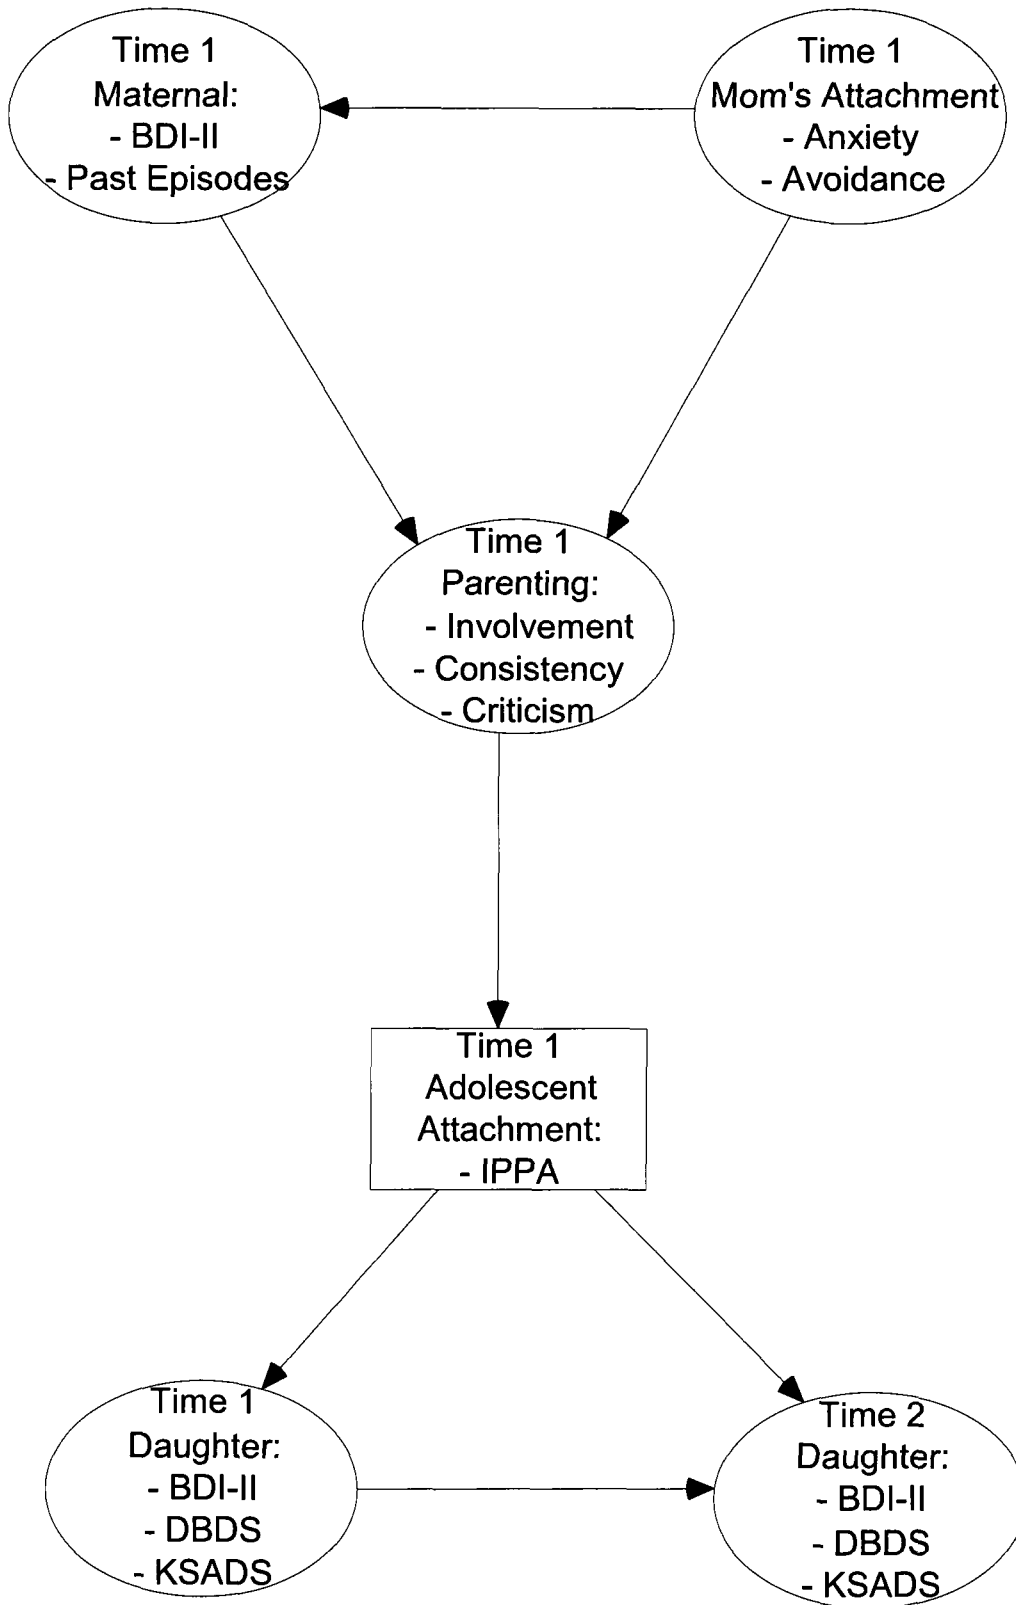 Time 1
Maternal:
- BDI-II
- Past Episodes
Time 1
Mom's Attachment
- Anxiety
- Avoidance
Time 1
Parenting:
- Involvement
- Consistency
- Criticism
Time 1
Adolescent
Attachment:
- IPPA
Time 1
Daughter:
- BDI-II
- DBDS
- KSADS
Time 2
Daughter:
- BDI-II
- DBDS
- KSADS